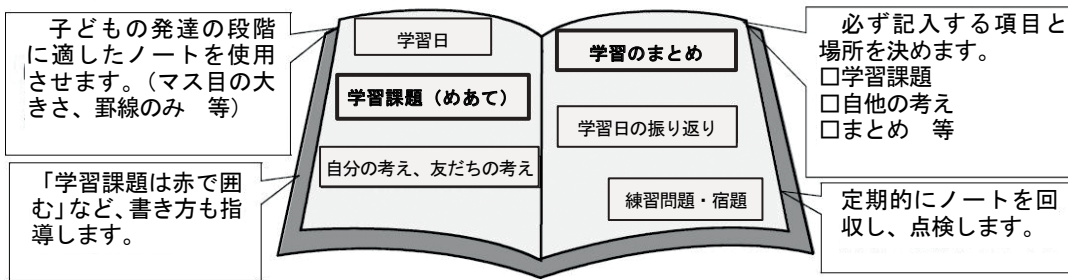 子どもの発達の段階
に適したノートを使用
させます。（マス目の大
きさ、罫線のみ　等）
「学習課題は赤で囲
む」など、書き方も指
導します。
学習日
学習課題（めあて）
自分の考え、友だちの考え
学習のまとめ
学習日の振り返り
練習問題・宿題
必ず記入する項目と
場所を決めます。
□学習課題
□自他の考え
□まとめ　等
定期的にノートを回
収し、点検します。